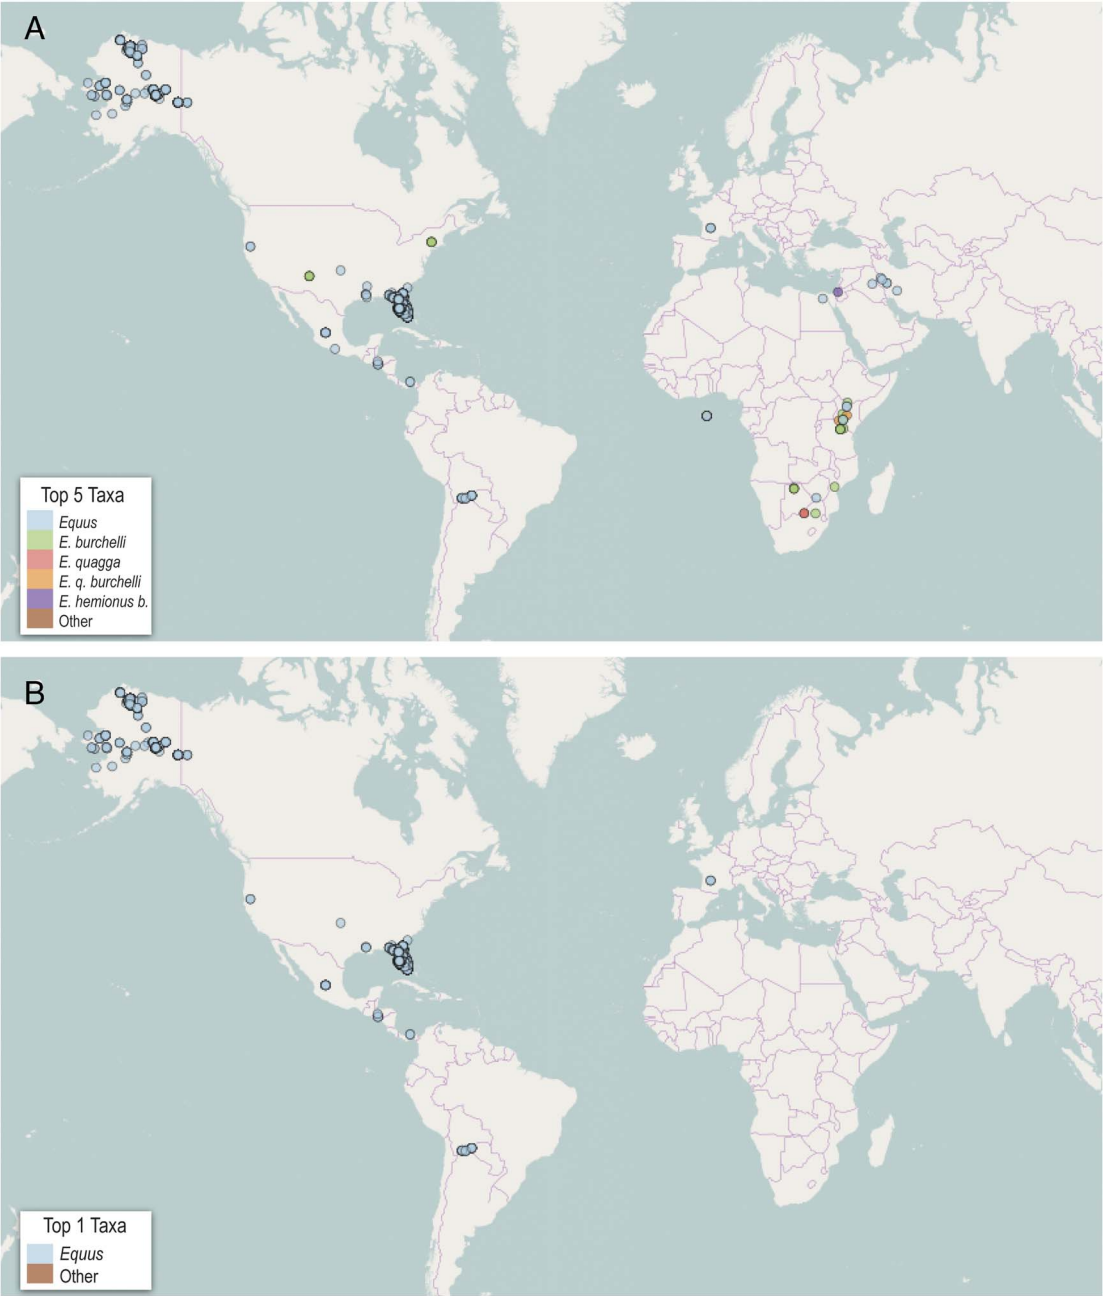 A
Top 5 Taxa
Equus
E. burchelli
E. quagga
E. q. burchelli
E. hemionus b.
Other
B
Top 1 Taxa
Equus
Other